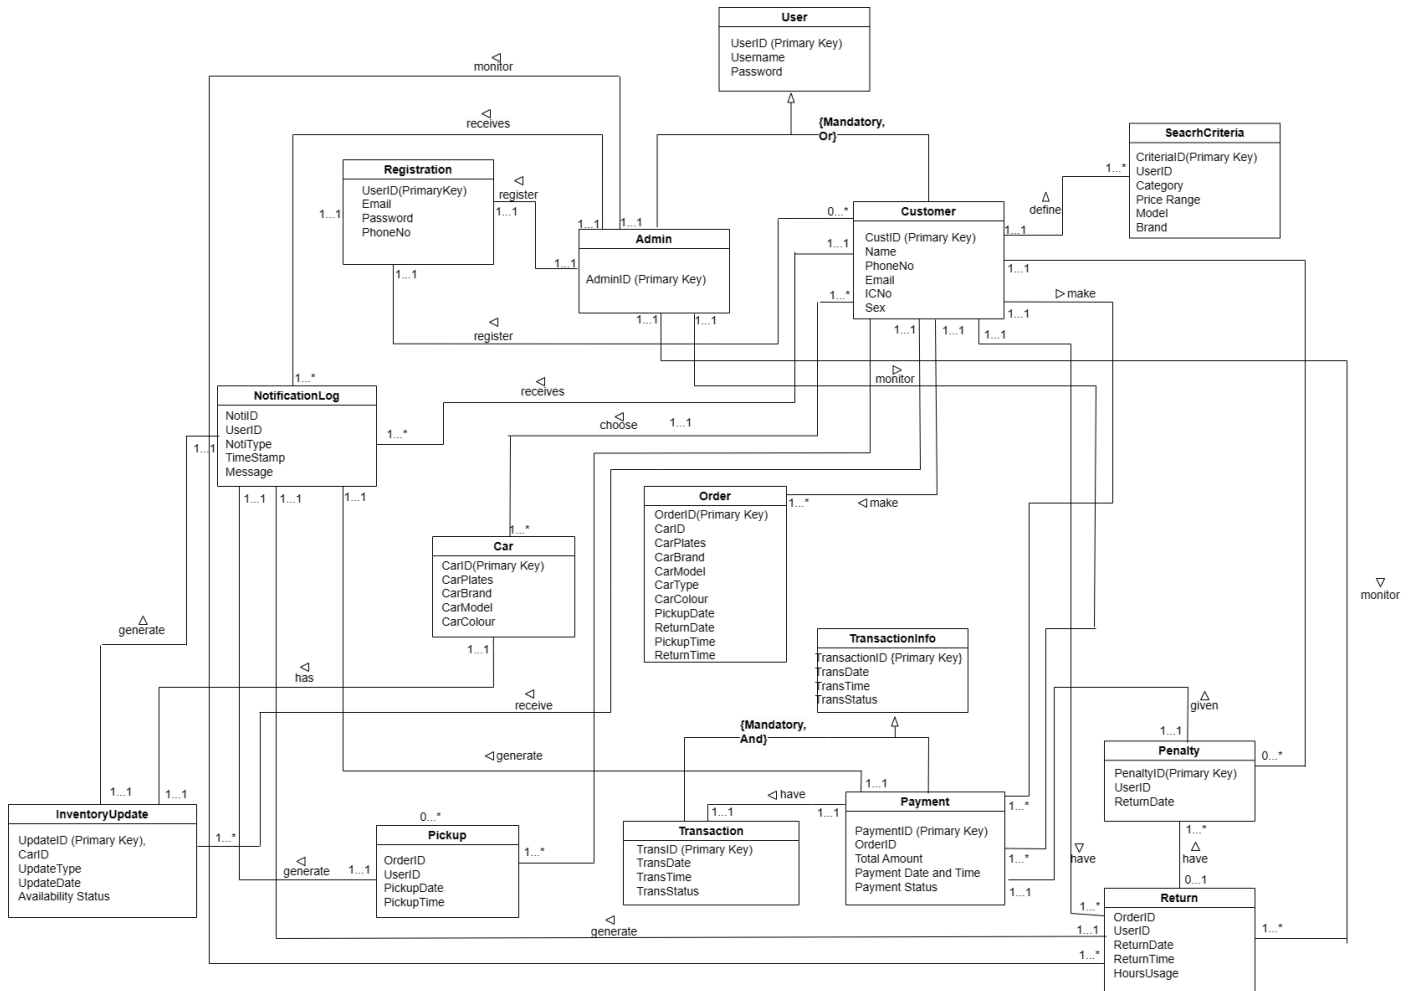 User
UserID (Primary Key)
Username
Password
monitor
receives
{Mandatory,
Or}
SeacrhCriteria
CriteriaID(Primary Key)
UserID
Category
Price Range
Model
Brand
1...*
define
1...1
Registration
UserID(PrimaryKey)
Email
Password
PhoneNo
1...1
register
1...1
1...1
1...1
1...1
1...1
Admin
AdminID (Primary Key)
1...1
1...1
0...*
1...1
1...*
Customer
CustID (Primary Key)
Name
PhoneNo
Email
ICNo
Sex
1...1
make
1...1
1...1
1...1
1...1
register
monitor
receives
choose
1...1
1...*
NotificationLog
NotiID
UserID
NotiType
TimeStamp
Message
1...*
1...1
1...1
1...1
1...1
Order
OrderID(Primary Key)
CarID
CarPlates
CarBrand
CarModel
CarType
CarColour
PickupDate
ReturnDate
PickupTime
ReturnTime
1...*
make
1...*
Car
CarID(Primary Key)
CarPlates
CarBrand
CarModel
CarColour
1...1
monitor
generate
has
receive
TransactionInfo
TransactionID {Primary Key}
TransDate
TransTime
TransStatus
{Mandatory,
And}
given
1...1
Penalty
PenaltyID(Primary Key)
UserID
ReturnDate
0...*
generate
1...1
have
1...1
1...1
Payment
PaymentID (Primary Key)
OrderID
Total Amount
Payment Date and Time
Payment Status
1...*
1...*
1...1
Transaction
TransID (Primary Key)
TransDate
TransTime
TransStatus
1...1
1...1
InventoryUpdate
UpdateID (Primary Key),
CarID
UpdateType
UpdateDate
Availability Status
1...*
0...*
Pickup
OrderID
UserID
PickupDate
PickupTime
1...*
generate
1...1
have
1...*
have
0...1
Return
OrderID
UserID
ReturnDate
ReturnTime
HoursUsage
1...*
1...1
1...*
1...*
generate